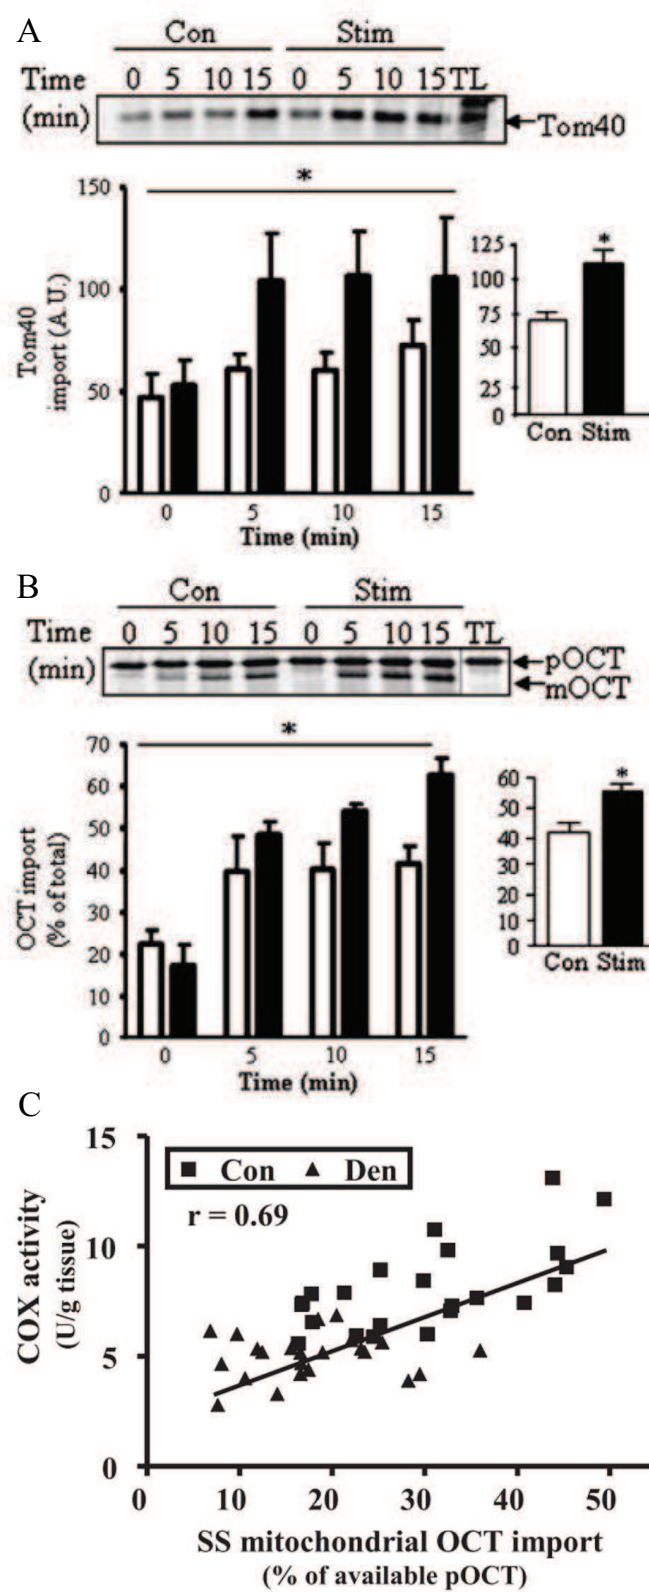 A
Con Stim
Time 0 5 10 15 0 5 10 15 TL
(min)
Tom40
*
150
100
50
0
Tom40
import (A.U.)
0 5 10 15
Time (min)
*
125
100
75
50
25
0
Con Stim
B
Con Stim
Time 0 5 10 15 0 5 10 15 TL
(min)
pOCT
mOCT
*
70
60
50
40
30
20
10
0
OCT import
(% of total)
0 5 10 15
Time (min)
*
60
50
40
30
20
10
0
Con Stim
C
15
10
5
0
COX activity
(U/g tissue)
Con Den
r = 0.69
0 10 20 30 40 50
SS mitochondrial OCT import
(% of available pOCT)